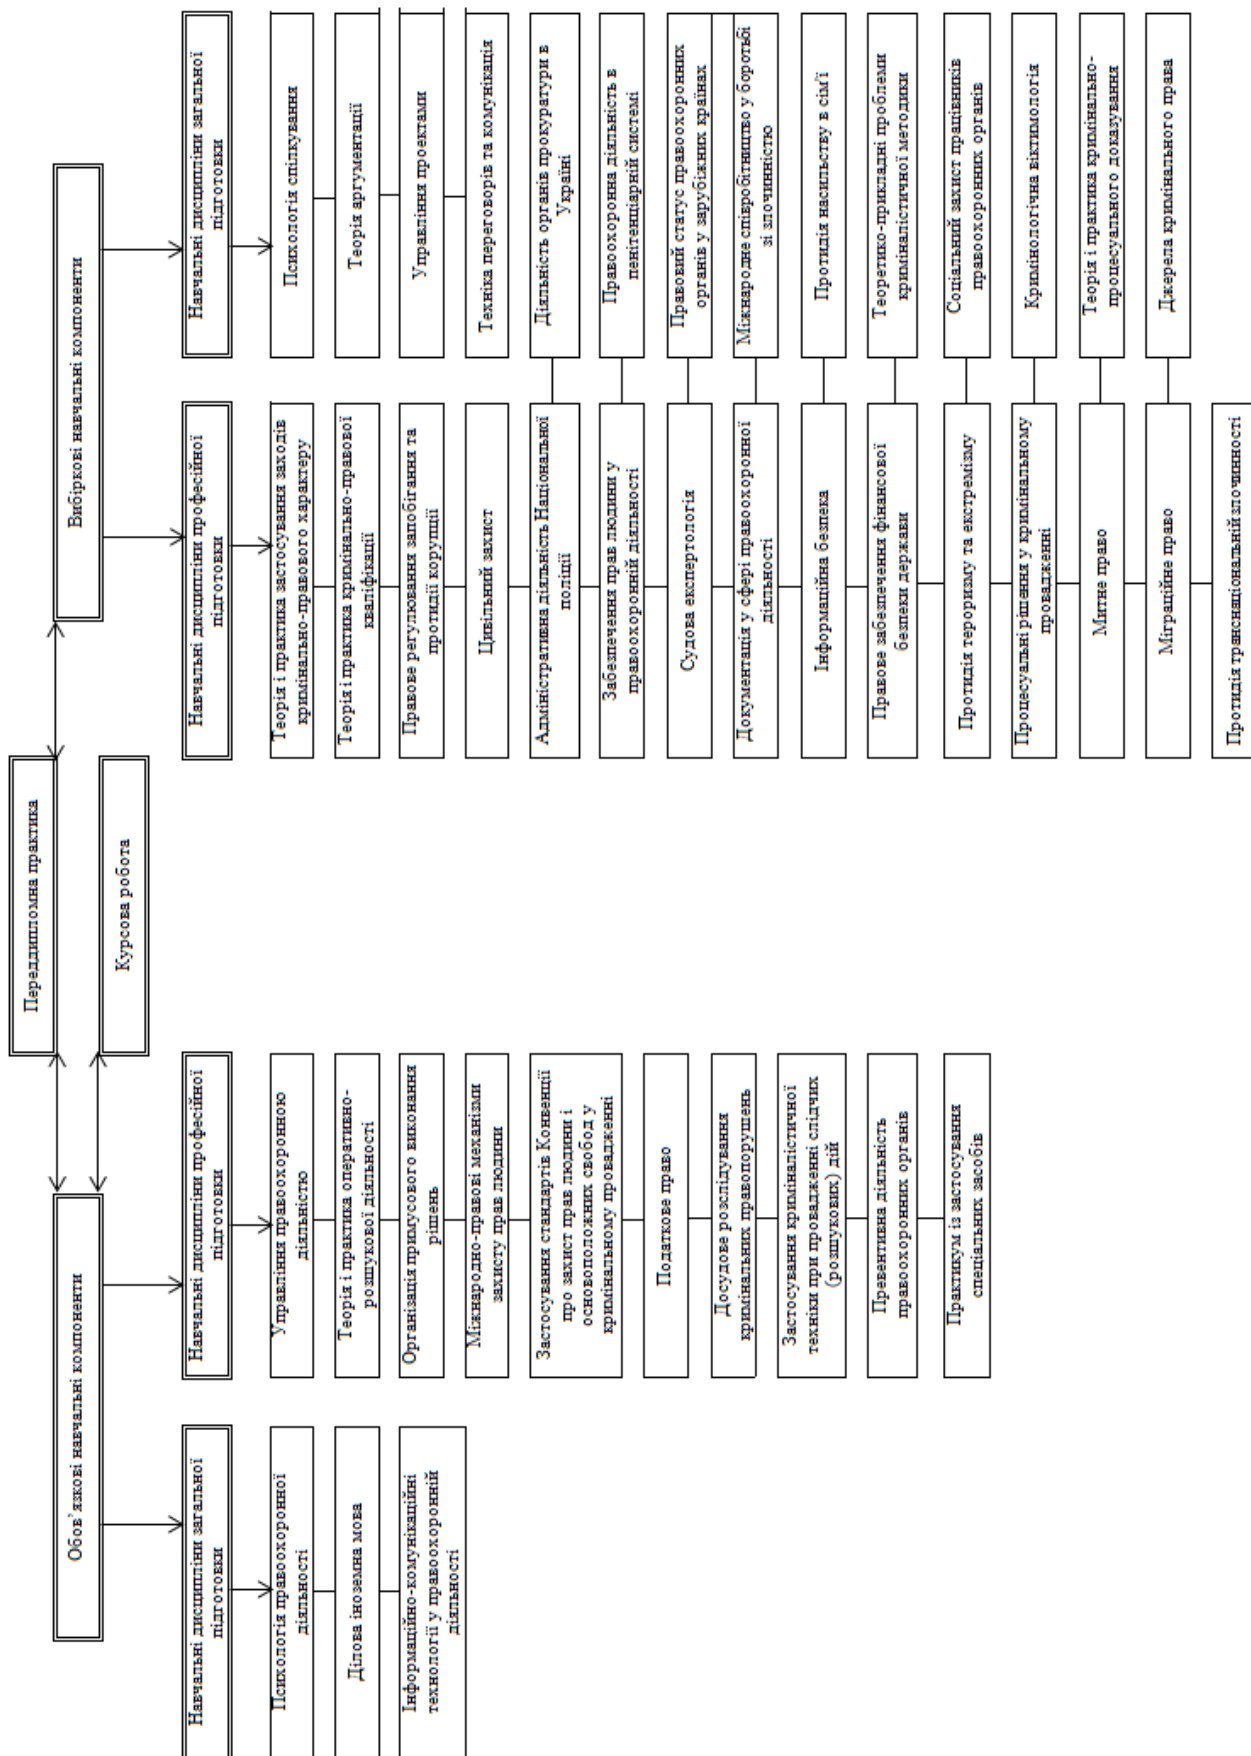 Переддипломна практика
Курсова робота
Обов’язкові навчальні компоненти
Вибіркові навчальні компоненти
Навчальні дисципліни загальної
підготовки
Психологія правоохоронної
діяльності
Ділова іноземна мова
Інформаційно-комунікаційні
технології у правоохоронній
діяльності
Навчальні дисципліни професійної
підготовки
Управління правоохоронною
діяльністю
Теорія і практика оперативно-
розшукової діяльності
Організація примусового виконання
рішень
Міжнародно-правові механізми
захисту прав людини
Застосування стандартів Конвенції
про захист прав людини і
основоположних свобод у
кримінальному провадженні
Податкове право
Досудове розслідування
кримінальних правопорушень
Застосування криміналістичної
техніки при провадженні слідчих
(розшукових) дій
Превентивна діяльність
правоохоронних органів
Практикум із застосування
спеціальних засобів
Навчальні дисципліни професійної
підготовки
Теорія і практика застосування заходів
кримінально-правового характеру
Теорія і практика кримінально-правової
кваліфікації
Правове регулювання запобігання та
протидії корупції
Цивільний захист
Адміністративна діяльність Національної
поліції
Забезпечення прав людини у
правоохоронній діяльності
Судова експертологія
Документація у сфері правоохоронної
діяльності
Інформаційна безпека
Правове забезпечення фінансової
безпеки держави
Протидія тероризму та екстремізму
Процесуальні рішення у кримінальному
провадженні
Митне право
Міграційне право
Протидія транснаціональній злочинності
Навчальні дисципліни загальної
підготовки
Психологія спілкування
Теорія аргументації
Управління проектами
Техніка переговорів та комунікація
Діяльність органів прокуратури в
Україні
Правоохоронна діяльність в
пенітенціарній системі
Правовий статус правоохоронних
органів у зарубіжних країнах
Міжнародне співробітництво у боротьбі
зі злочинністю
Протидія насильству в сім'ї
Теоретико-прикладні проблеми
криміналістичної методики
Соціальний захист працівників
правоохоронних органів
Кримінологічна віктимологія
Теорія і практика кримінально-
процесуального доказування
Джерела кримінального права